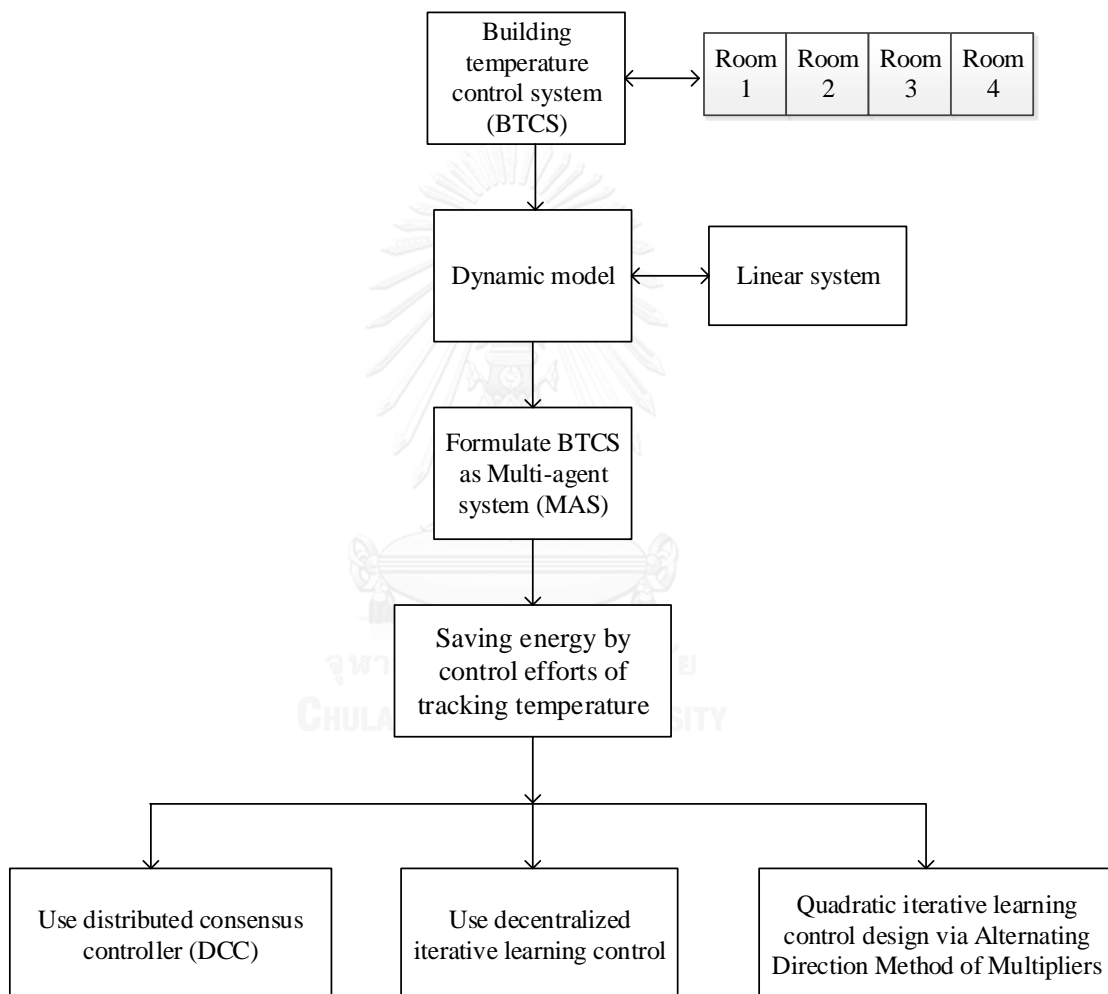 Building
temperature
control system
(BTCS)
Room
1
Room
2
Room
3
Room
4
Dynamic model
Linear system
Formulate BTCS
as Multi-agent
system (MAS)
Saving energy by
control efforts of
tracking temperature
Use distributed consensus
controller (DCC)
Use decentralized
iterative learning control
Quadratic iterative learning
control design via Alternating
Direction Method of Multipliers